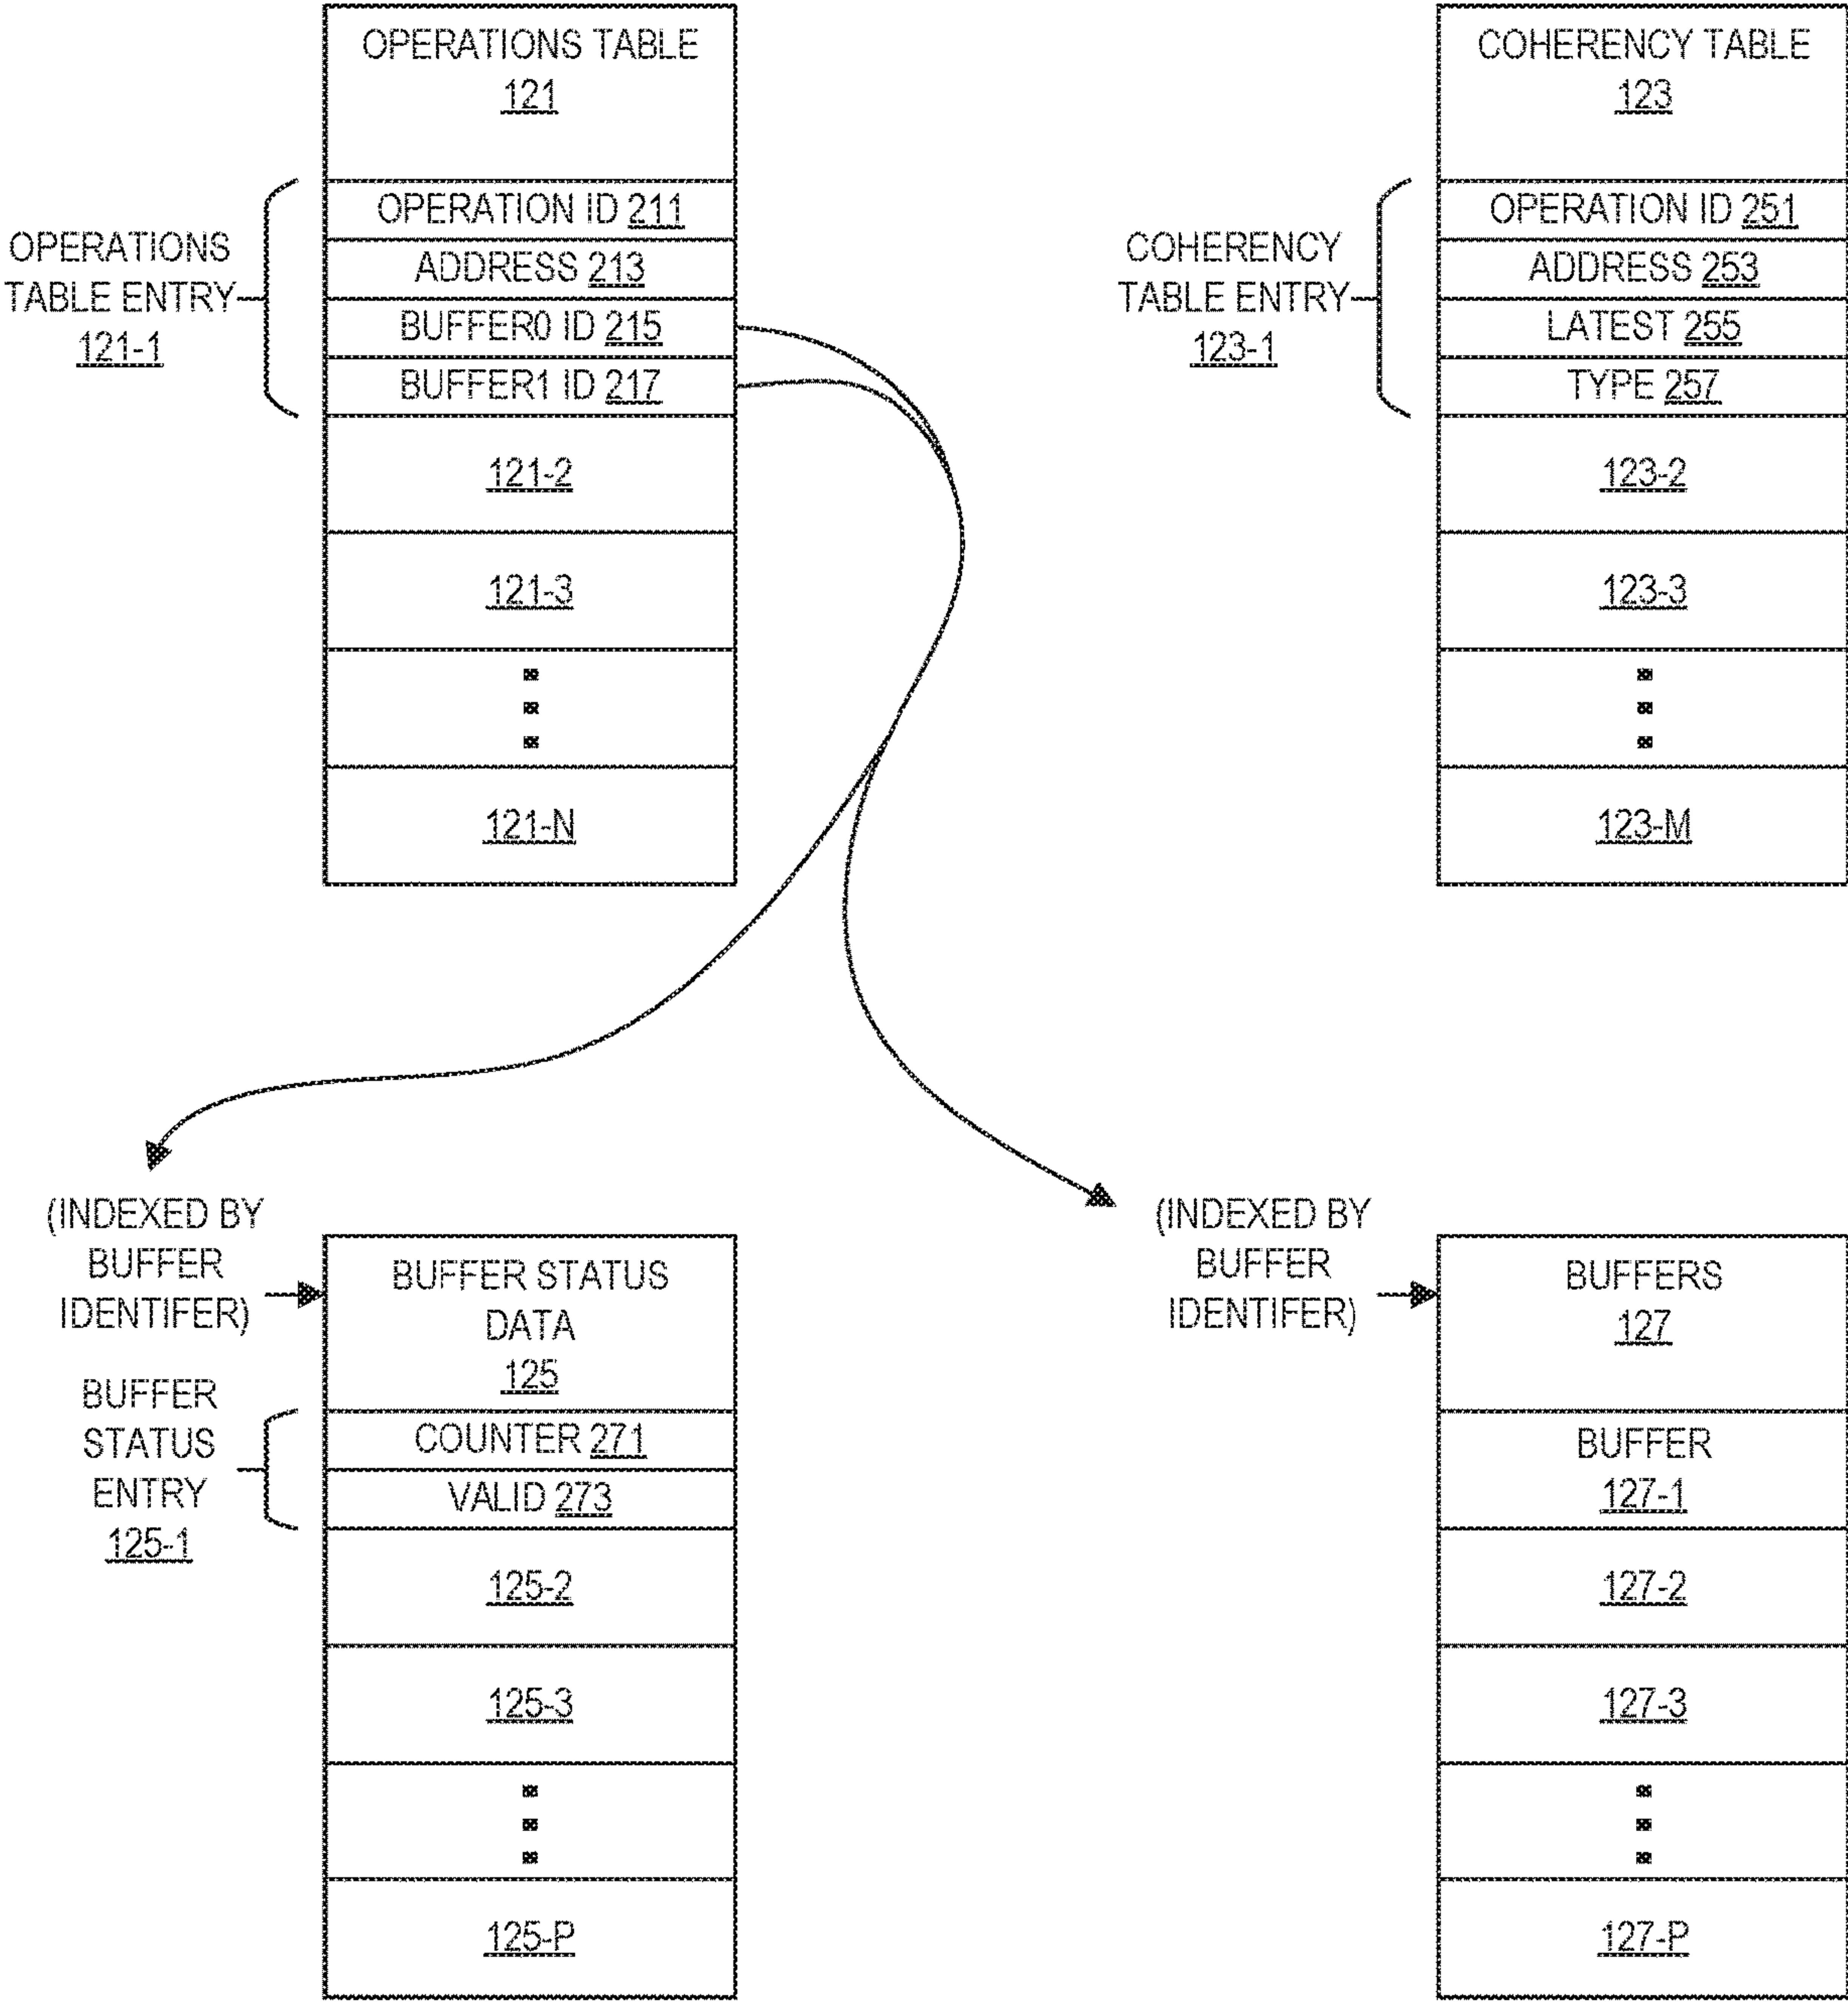 OPERATIONS TABLE
121
OPERATIONS
TABLE ENTRY
121-1
OPERATION ID 211
ADDRESS 213
BUFFER0 ID 215
BUFFER1 ID 217
121-2
121-3
121-N
COHERENCY TABLE
123
COHERENCY
TABLE ENTRY
123-1
OPERATION ID 251
ADDRESS 253
LATEST 255
TYPE 257
123-2
123-3
123-M
(INDEXED BY
BUFFER
IDENTIFER)
BUFFER STATUS
DATA
125
BUFFER
STATUS
ENTRY
125-1
COUNTER 271
VALID 273
125-2
125-3
125-P
(INDEXED BY
BUFFER
IDENTIFER)
BUFFERS
127
BUFFER
127-1
127-2
127-3
127-P